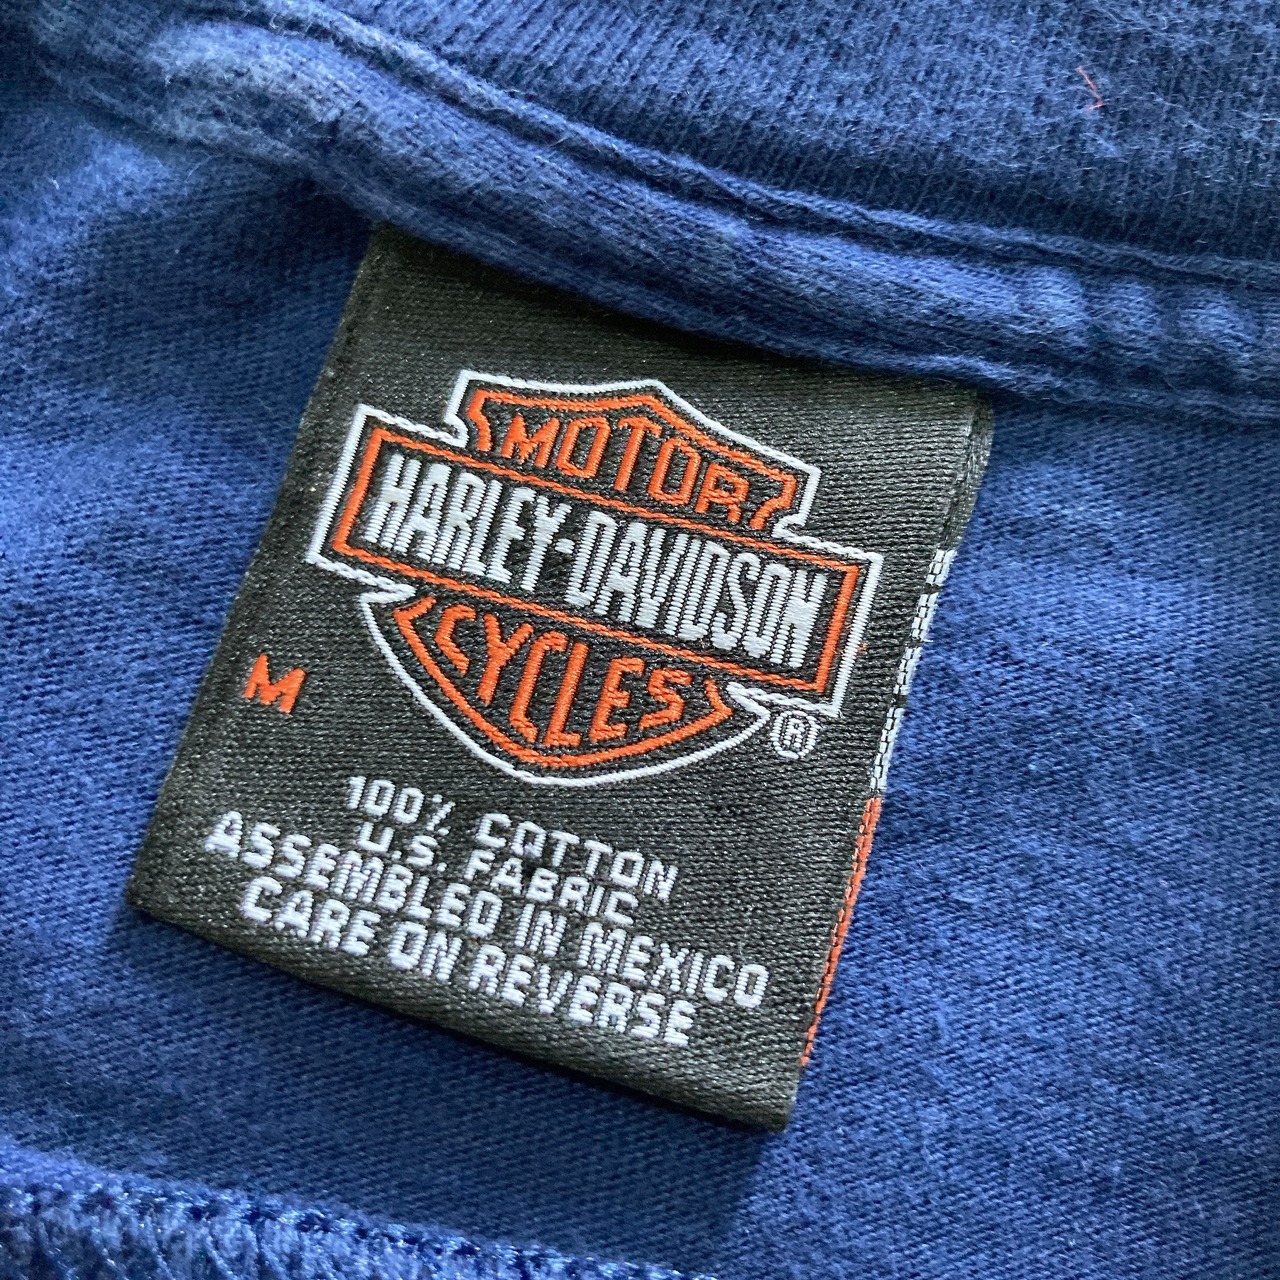 MOTOR
HARLEY-DAVIDSON
CYCLES
®
M
100% COTTON
U.S. FABRIC
ASSEMBLED IN MEXICO
CARE ON REVERSE